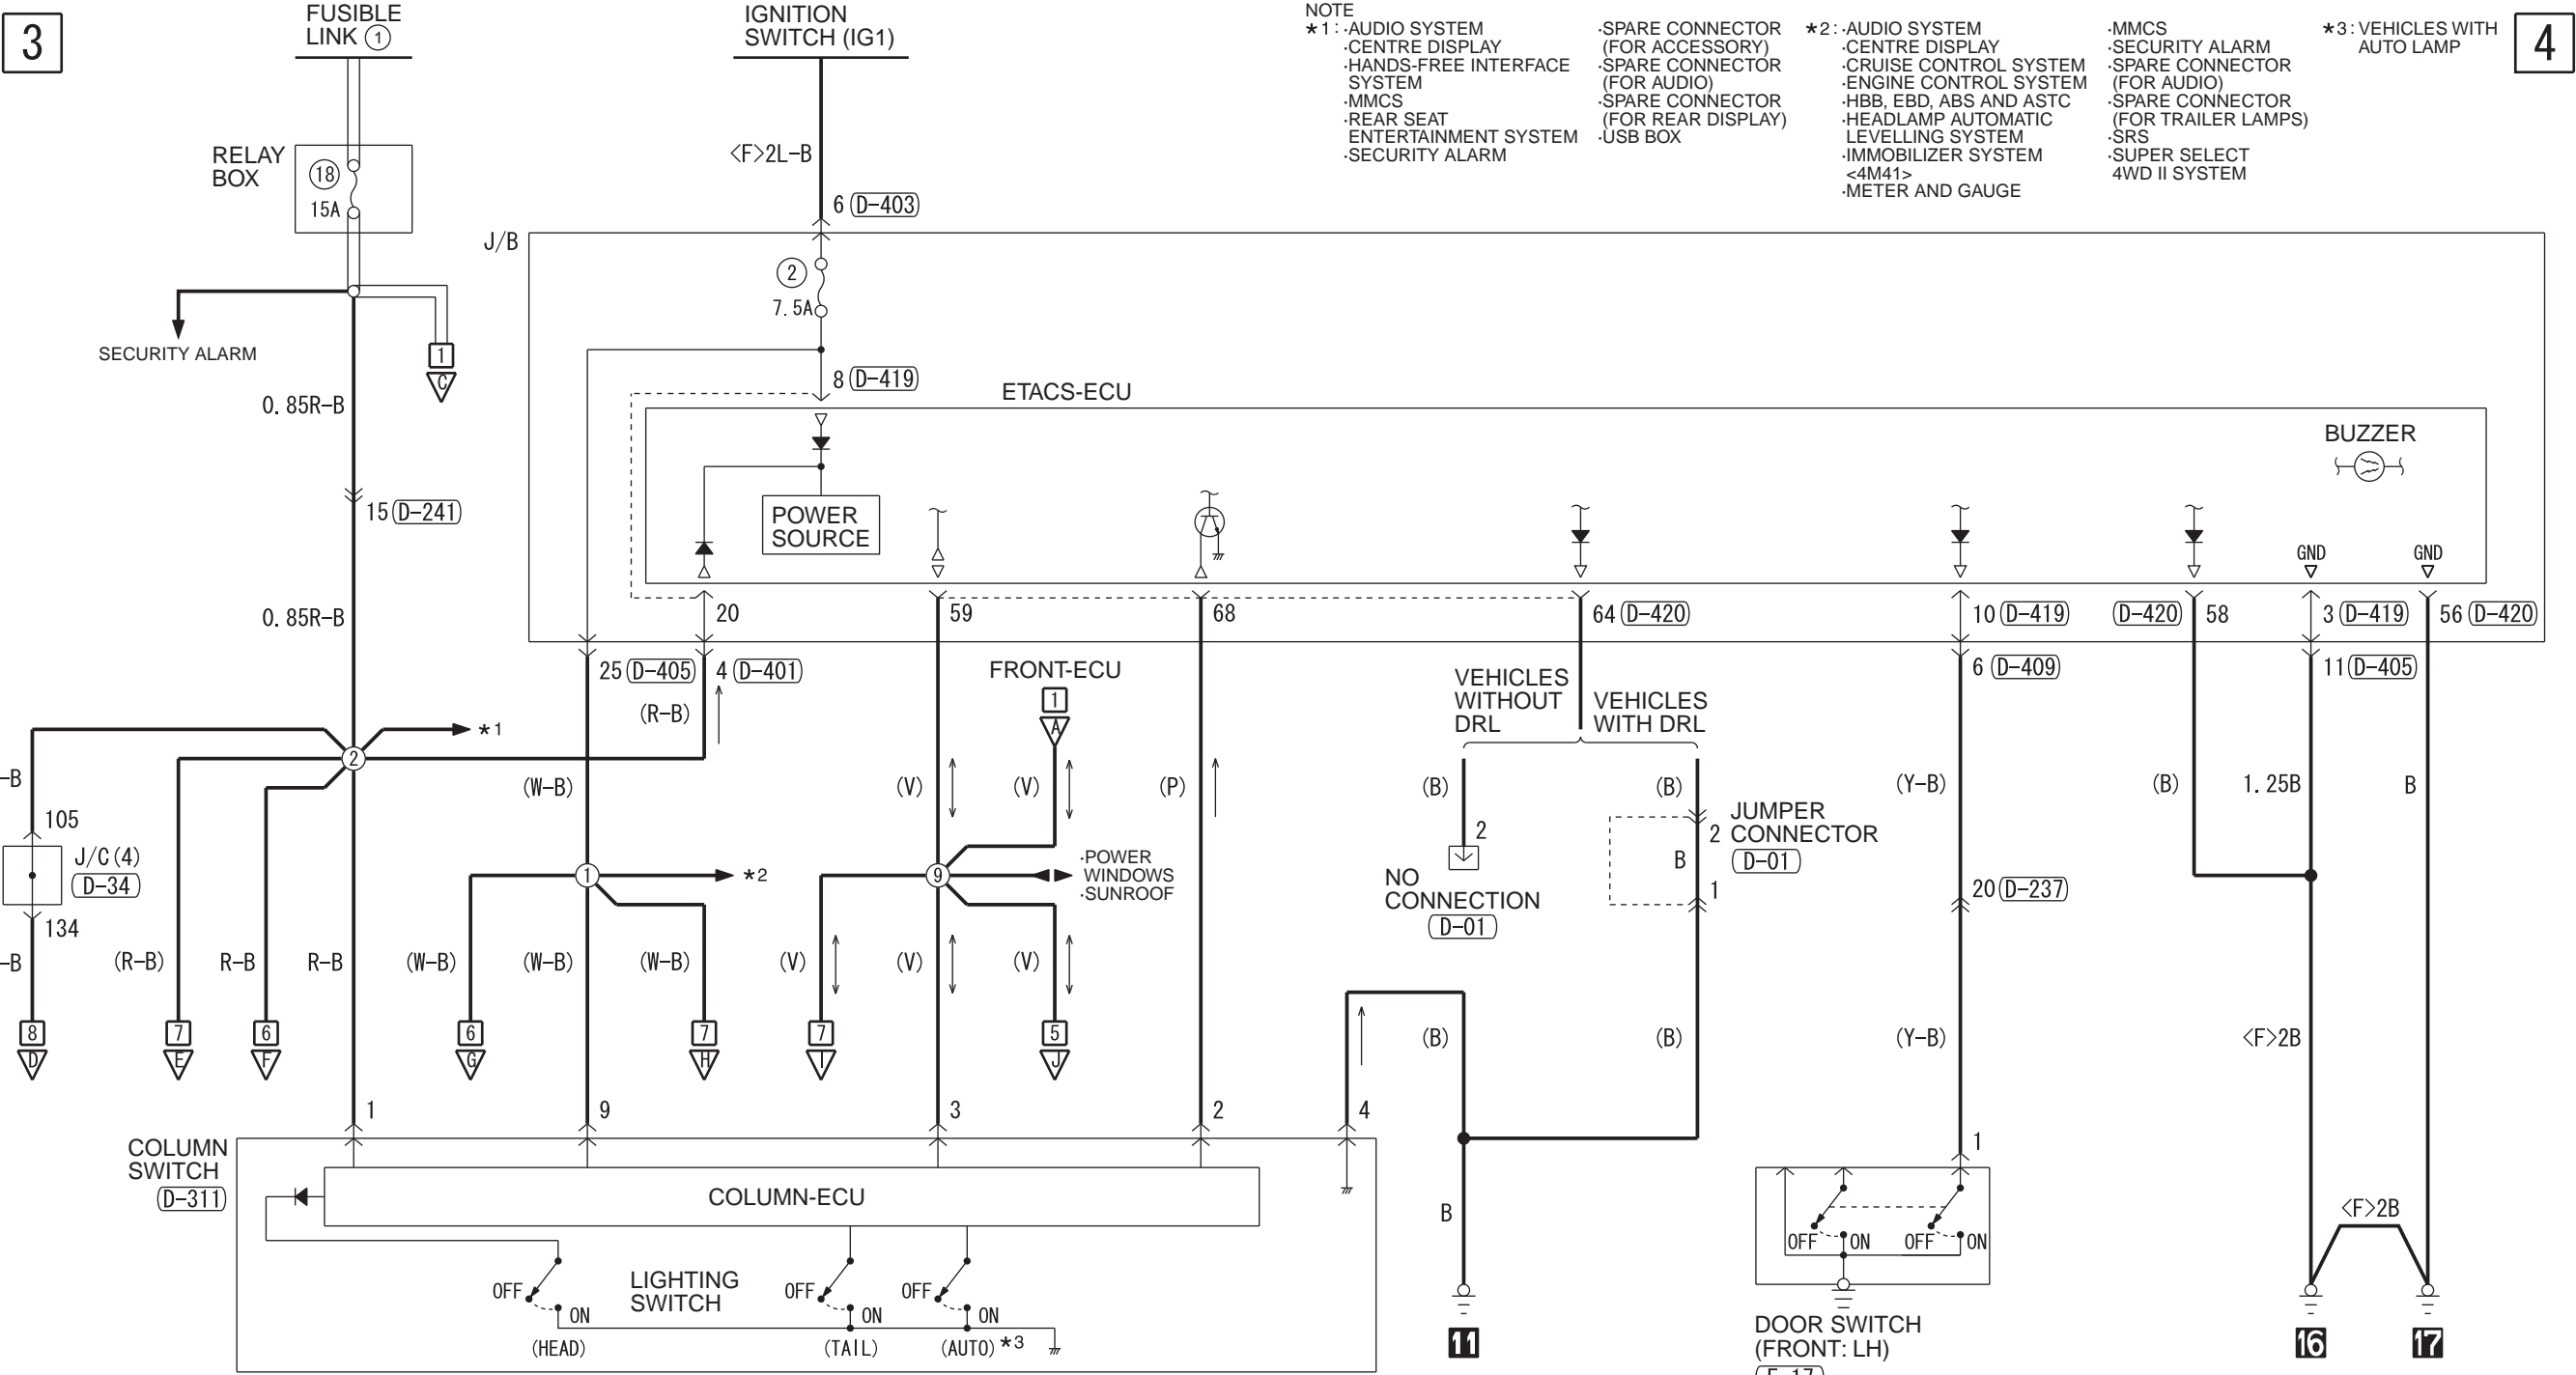 3
FUSIBLE
LINK 1
IGNITION
SWITCH (IG1)
NOTE
*1: ·AUDIO SYSTEM
·CENTRE DISPLAY
·HANDS-FREE INTERFACE
SYSTEM
·MMCS
·REAR SEAT
ENTERTAINMENT SYSTEM
·SECURITY ALARM
·SPARE CONNECTOR
(FOR ACCESSORY)
·SPARE CONNECTOR
(FOR AUDIO)
·SPARE CONNECTOR
(FOR REAR DISPLAY)
·USB BOX
*2: ·AUDIO SYSTEM
·CENTRE DISPLAY
·CRUISE CONTROL SYSTEM
·ENGINE CONTROL SYSTEM
·HBB, EBD, ABS AND ASTC
·HEADLAMP AUTOMATIC
LEVELLING SYSTEM
·IMMOBILIZER SYSTEM
<4M41>
·METER AND GAUGE
·MMCS
·SECURITY ALARM
·SPARE CONNECTOR
(FOR AUDIO)
·SPARE CONNECTOR
(FOR TRAILER LAMPS)
·SRS
·SUPER SELECT
4WD II SYSTEM
*3: VEHICLES WITH
AUTO LAMP
4
RELAY
BOX
18
15A
<F>2L-B
6 D-403
J/B
2
7.5A
SECURITY ALARM
1
C
8 D-419
ETACS-ECU
0.85R-B
BUZZER
15 D-241
POWER
SOURCE
GND
GND
0.85R-B
20
59
68
64 D-420
10 D-419
D-420 58
3 D-419
56 D-420
25 D-405
4 D-401
FRONT-ECU
1
A
VEHICLES
WITHOUT
DRL
VEHICLES
WITH DRL
6 D-409
11 D-405
(R-B)
*1
2
-B
(W-B)
(V)
(V)
(P)
(B)
(B)
(Y-B)
(B)
1.25B
B
105
J/C (4)
D-34
134
1
*2
9
·POWER
WINDOWS
·SUNROOF
2
NO
CONNECTION
D-01
2
JUMPER
CONNECTOR
D-01
B
1
20 D-237
-B
(R-B)
R-B
R-B
(W-B)
(W-B)
(W-B)
(V)
(V)
(V)
8
D
7
E
6
F
6
G
7
H
7
I
5
J
(B)
(B)
(Y-B)
<F>2B
1
9
3
2
4
1
COLUMN
SWITCH
D-311
COLUMN-ECU
B
<F>2B
OFF
ON
OFF
ON
LIGHTING
SWITCH
OFF
ON
(HEAD)
OFF
ON
(TAIL)
OFF
ON
(AUTO) *3
11
DOOR SWITCH
(FRONT: LH)
E-17
16
17